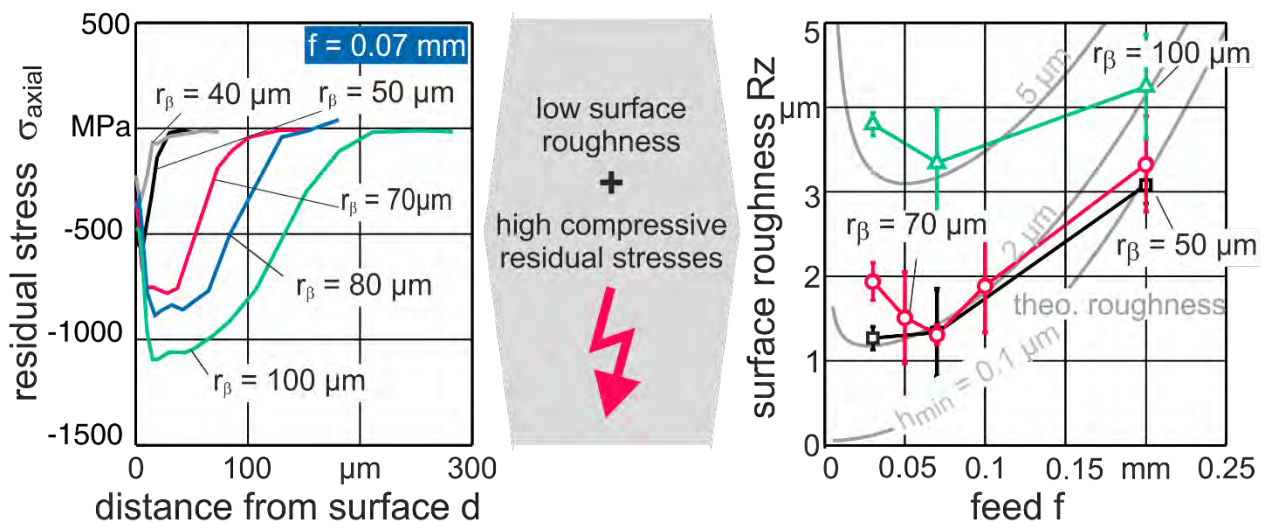 residual stress σaxial
500
MPa
-500
-1000
-1500
f = 0.07 mm
rβ = 40 µm
rβ = 50 µm
rβ = 70µm
rβ = 80 µm
rβ = 100 µm
0
100
µm
300
distance from surface d
low surface
roughness
+
high compressive
residual stresses
surface roughness Rz
5
µm
3
2
1
0
5 µm
rβ = 100 µm
rβ = 70 µm
2 µm
rβ = 50 µm
theo. roughness
hmin = 0.1 µm
0
0.05
0.1
0.15
mm
0.25
feed f